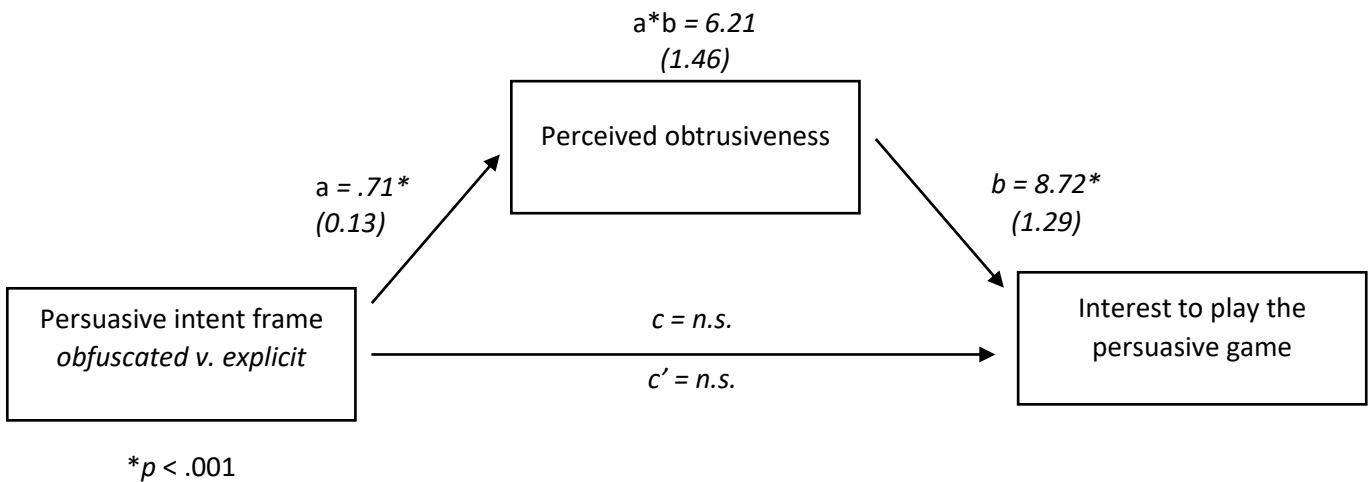 a*b = 6.21
(1.46)
Perceived obtrusiveness
a = .71*
(0.13)
b = 8.72*
(1.29)
Persuasive intent frame
obfuscated v. explicit
c = n.s.
c’ = n.s.
Interest to play the
persuasive game
*p < .001